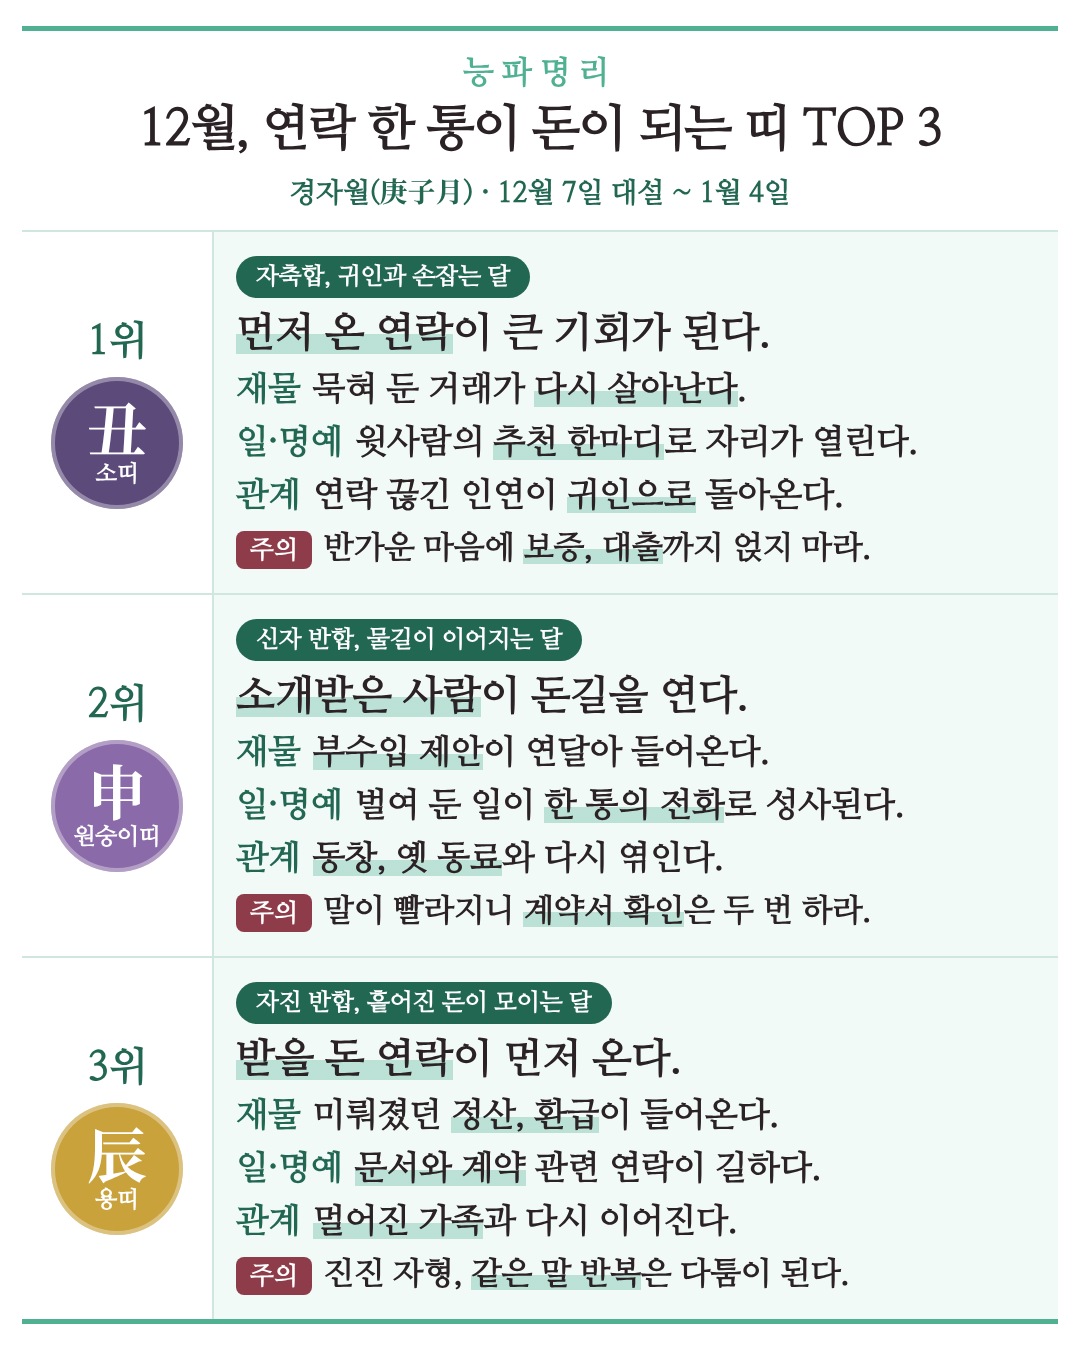 능파명리
12월, 연락 한 통이 돈이 되는 띠 TOP 3
경자월(庚子月) · 12월 7일 대설 ~ 1월 4일
1위
丑
소띠
자축합, 귀인과 손잡는 달
먼저 온 연락이 큰 기회가 된다.
재물 묵혀 둔 거래가 다시 살아난다.
일·명예 윗사람의 추천 한마디로 자리가 열린다.
관계 연락 끊긴 인연이 귀인으로 돌아온다.
주의 반가운 마음에 보증, 대출까지 얹지 마라.
2위
申
원숭이띠
신자 반합, 물길이 이어지는 달
소개받은 사람이 돈길을 연다.
재물 부수입 제안이 연달아 들어온다.
일·명예 벌여 둔 일이 한 통의 전화로 성사된다.
관계 동창, 옛 동료와 다시 엮인다.
주의 말이 빨라지니 계약서 확인은 두 번 하라.
3위
辰
용띠
자진 반합, 흩어진 돈이 모이는 달
받을 돈 연락이 먼저 온다.
재물 미뤄졌던 정산, 환급이 들어온다.
일·명예 문서와 계약 관련 연락이 길하다.
관계 멀어진 가족과 다시 이어진다.
주의 진진 자형, 같은 말 반복은 다툼이 된다.